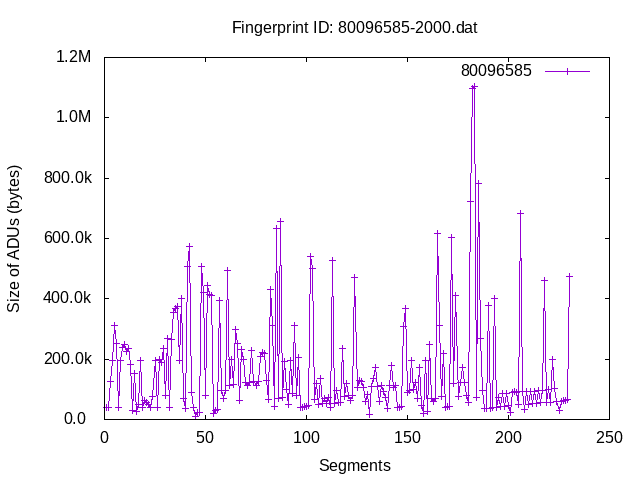 Fingerprint ID: 80096585-2000.dat
80096585
1.2M
1.0M
800.0k
600.0k
400.0k
200.0k
0.0
Size of ADUs (bytes)
0 50 100 150 200 250
Segments